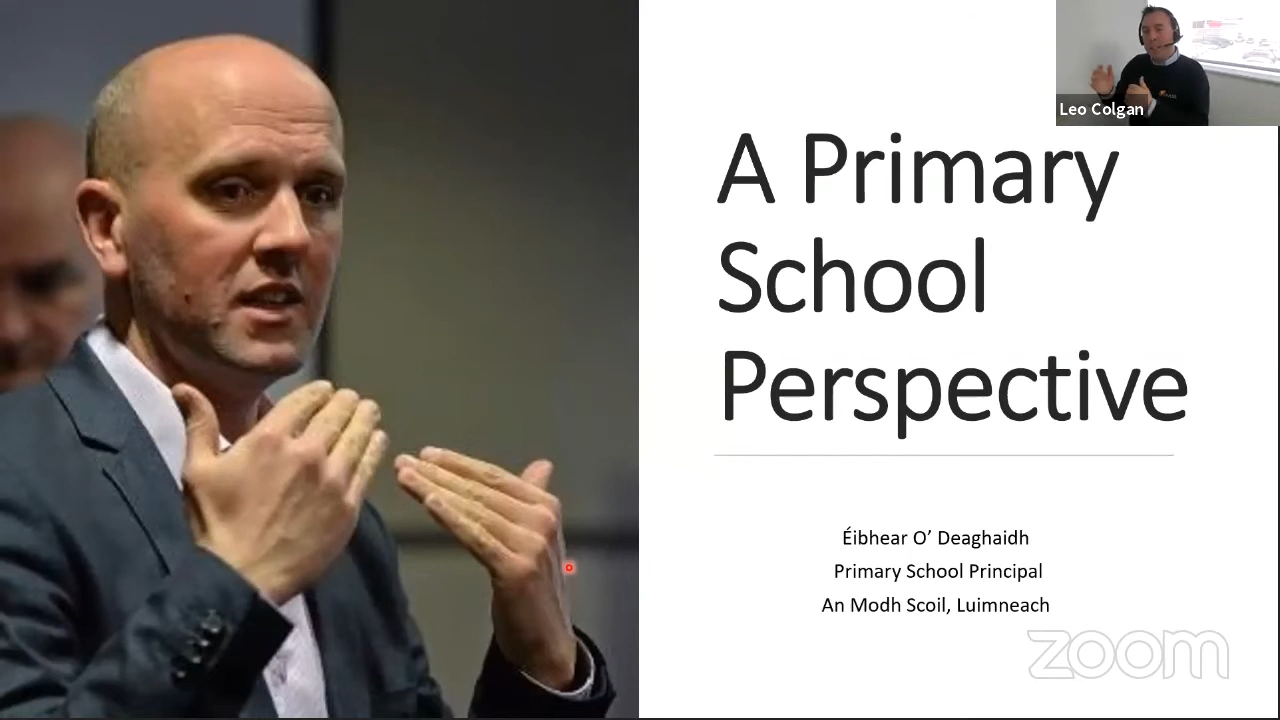 Leo Colgan
A Primary
School
Perspective
Éibhear O’ Deaghaidh
Primary School Principal
An Modh Scoil, Luimneach
zoom